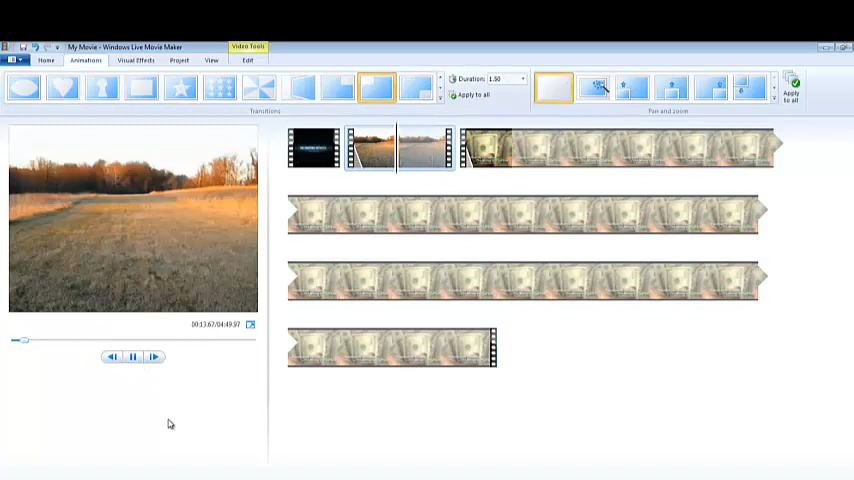 My Movie - Windows Live Movie Maker
Video Tools
Home
Animations
Visual Effects
Project
View
Edit
Duration: 1.50
Apply to all
Apply
to all
Transitions
Pan and zoom
00:13.67/04:49.97